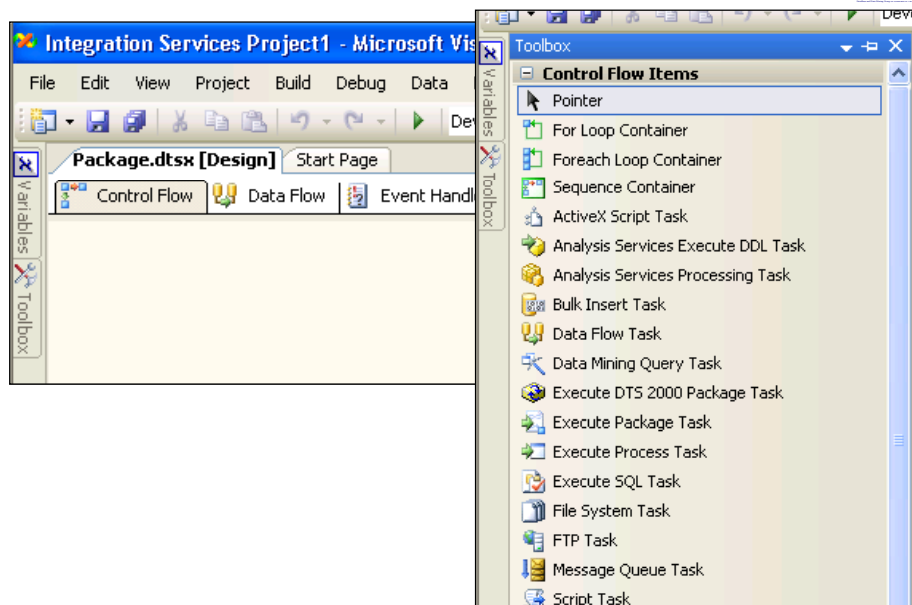 Integration Services Project1 - Microsoft Vis
File Edit View Project Build Debug Data
De
Package.dtsx [Design] Start Page
Control Flow Data Flow Event Handl
Variables
Toolbox
Devi
Toolbox
Variables
Toolbox
Control Flow Items
Pointer
For Loop Container
Foreach Loop Container
Sequence Container
ActiveX Script Task
Analysis Services Execute DDL Task
Analysis Services Processing Task
Bulk Insert Task
Data Flow Task
Data Mining Query Task
Execute DTS 2000 Package Task
Execute Package Task
Execute Process Task
Execute SQL Task
File System Task
FTP Task
Message Queue Task
Script Task